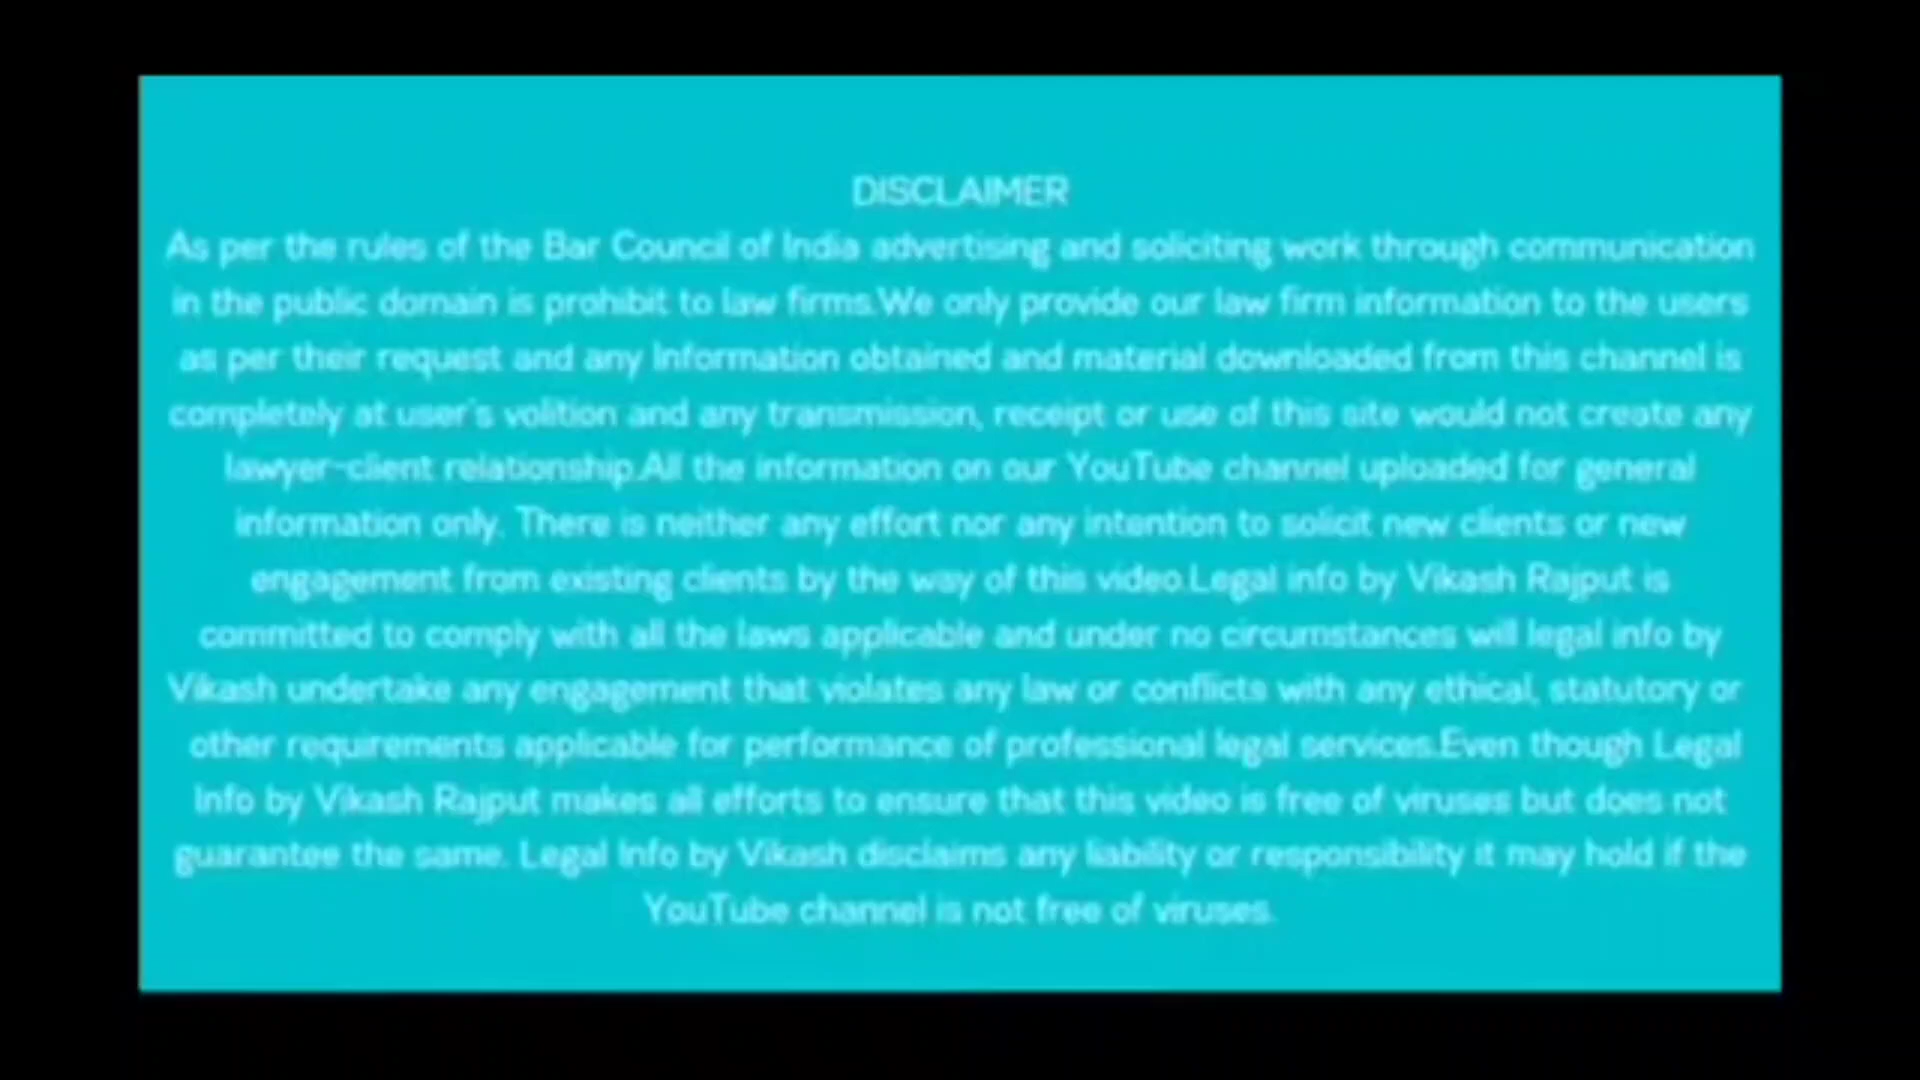 DISCLAIMER
As per the rules of the Bar Council of India advertising and soliciting work through communication
in the public domain is prohibit to law firms.We only provide our law firm information to the users
as per their request and any Information obtained and material downloaded from this channel is
completely at user's volition and any transmission, receipt or use of this site would not create any
lawyer-client relationship.All the information on our YouTube channel uploaded for general
information only. There is neither any effort nor any intention to solicit new clients or new
engagement from existing clients by the way of this video.Legal info by Vikash Rajput is
committed to comply with all the laws applicable and under no circumstances will legal info by
Vikash undertake any engagement that violates any law or conflicts with any ethical, statutory or
other requirements applicable for performance of professional legal services.Even though Legal
Info by Vikash Rajput makes all efforts to ensure that this video is free of viruses but does not
guarantee the same. Legal Info by Vikash disclaims any liability or responsibility it may hold if the
YouTube channel is not free of viruses.